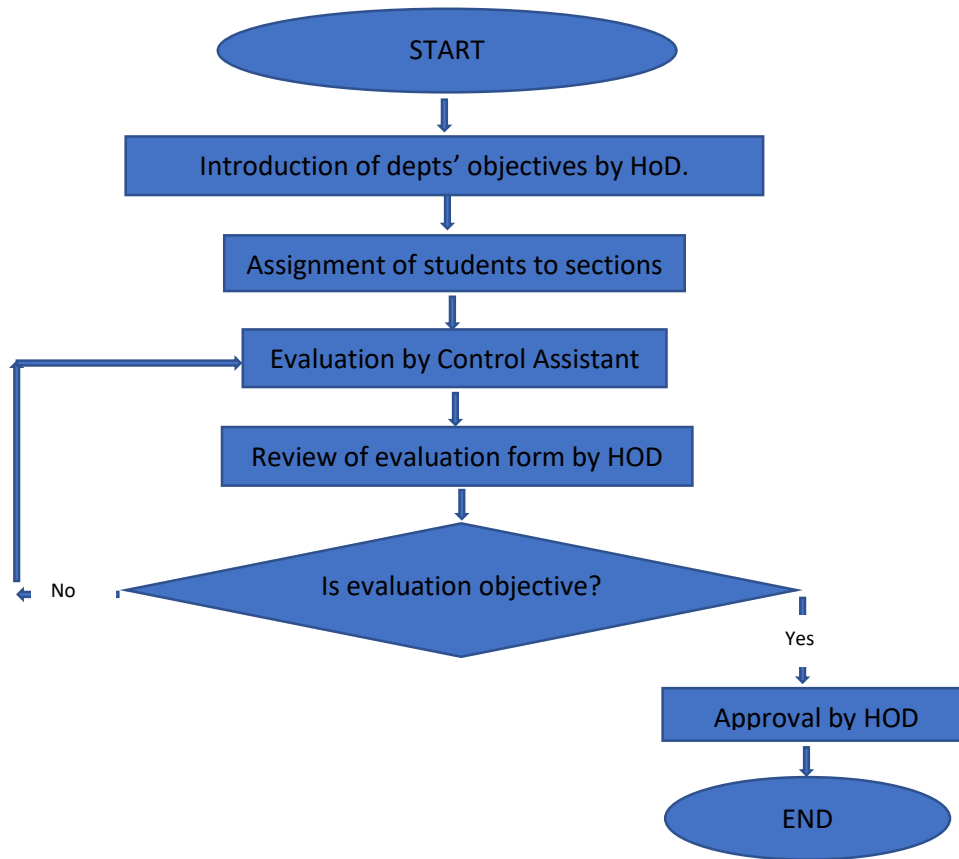 START
Introduction of depts’ objectives by HoD.
Assignment of students to sections
Evaluation by Control Assistant
Review of evaluation form by HOD
Is evaluation objective?
No
Yes
Approval by HOD
END